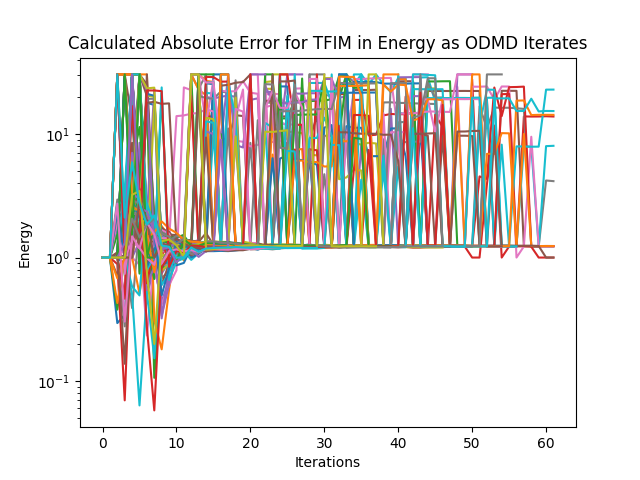 Calculated Absolute Error for TFIM in Energy as ODMD Iterates
Energy
10¹
10⁰
10⁻¹
0 10 20 30 40 50 60
Iterations